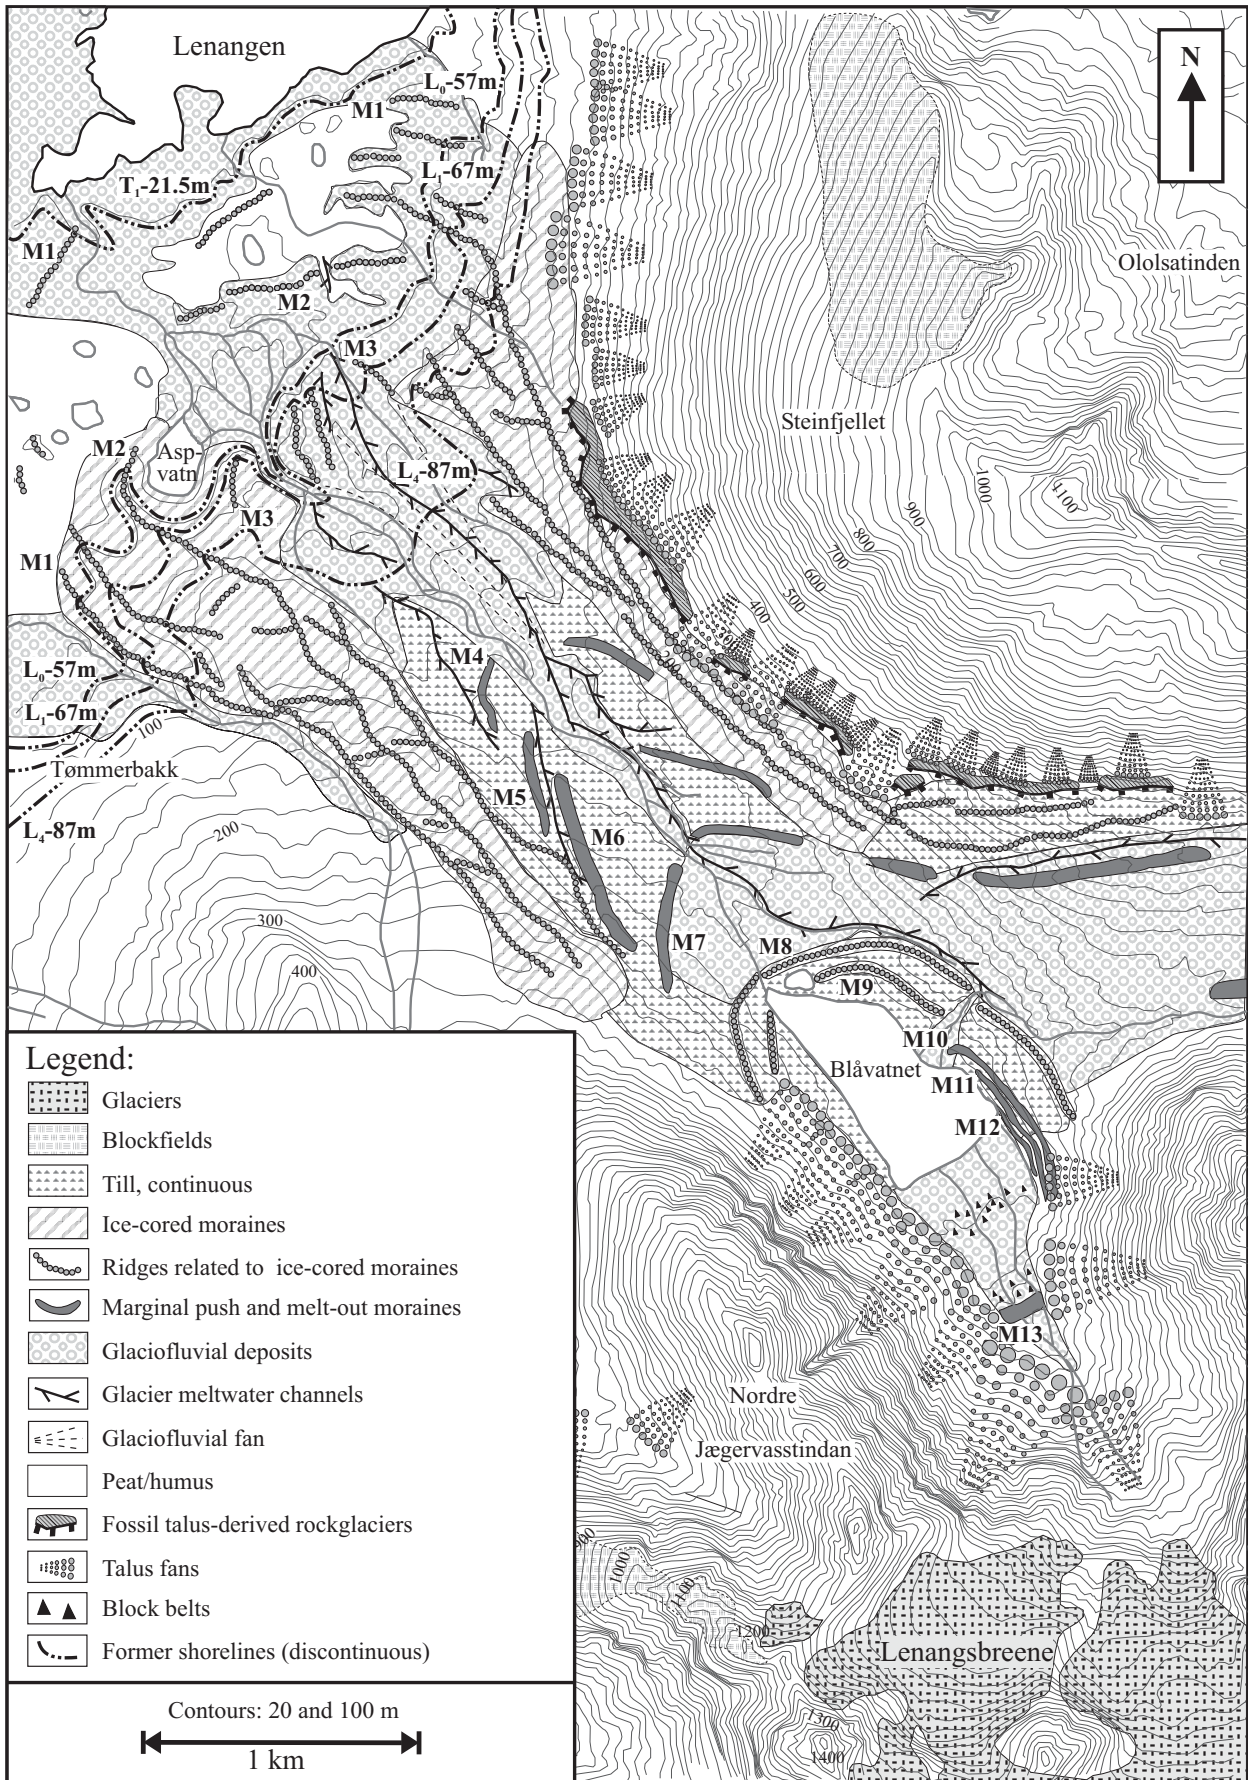 Lenangen
N
L₀-57m
M1
L₁-67m
T₁-21.5m
M1
Ololsatinden
M2
M3
Steinfjellet
M2
Asp-
vatn
L₄-87m
1000
1100
M3
900
800
M1
700
600
500
400
M4
L₀-57m
L₁-67m
100
Tømmerbakk
M5
L₄-87m
200
M6
300
M7
M8
400
M9
M10
Blåvatnet
M11
M12
M13
Nordre
Jægervasstindan
900
1000
1100
1200
Lenangsbreene
1300
1400
Legend:
Glaciers
Blockfields
Till, continuous
Ice-cored moraines
Ridges related to ice-cored moraines
Marginal push and melt-out moraines
Glaciofluvial deposits
Glacier meltwater channels
Glaciofluvial fan
Peat/humus
Fossil talus-derived rockglaciers
Talus fans
Block belts
Former shorelines (discontinuous)
Contours: 20 and 100 m
1 km